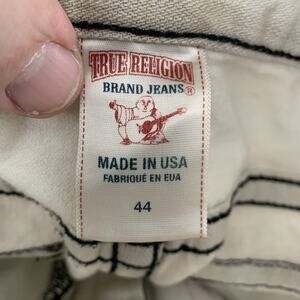 TRUE RELIGION
BRAND JEANS®
MADE IN USA
FABRIQUÉ EN EUA
44